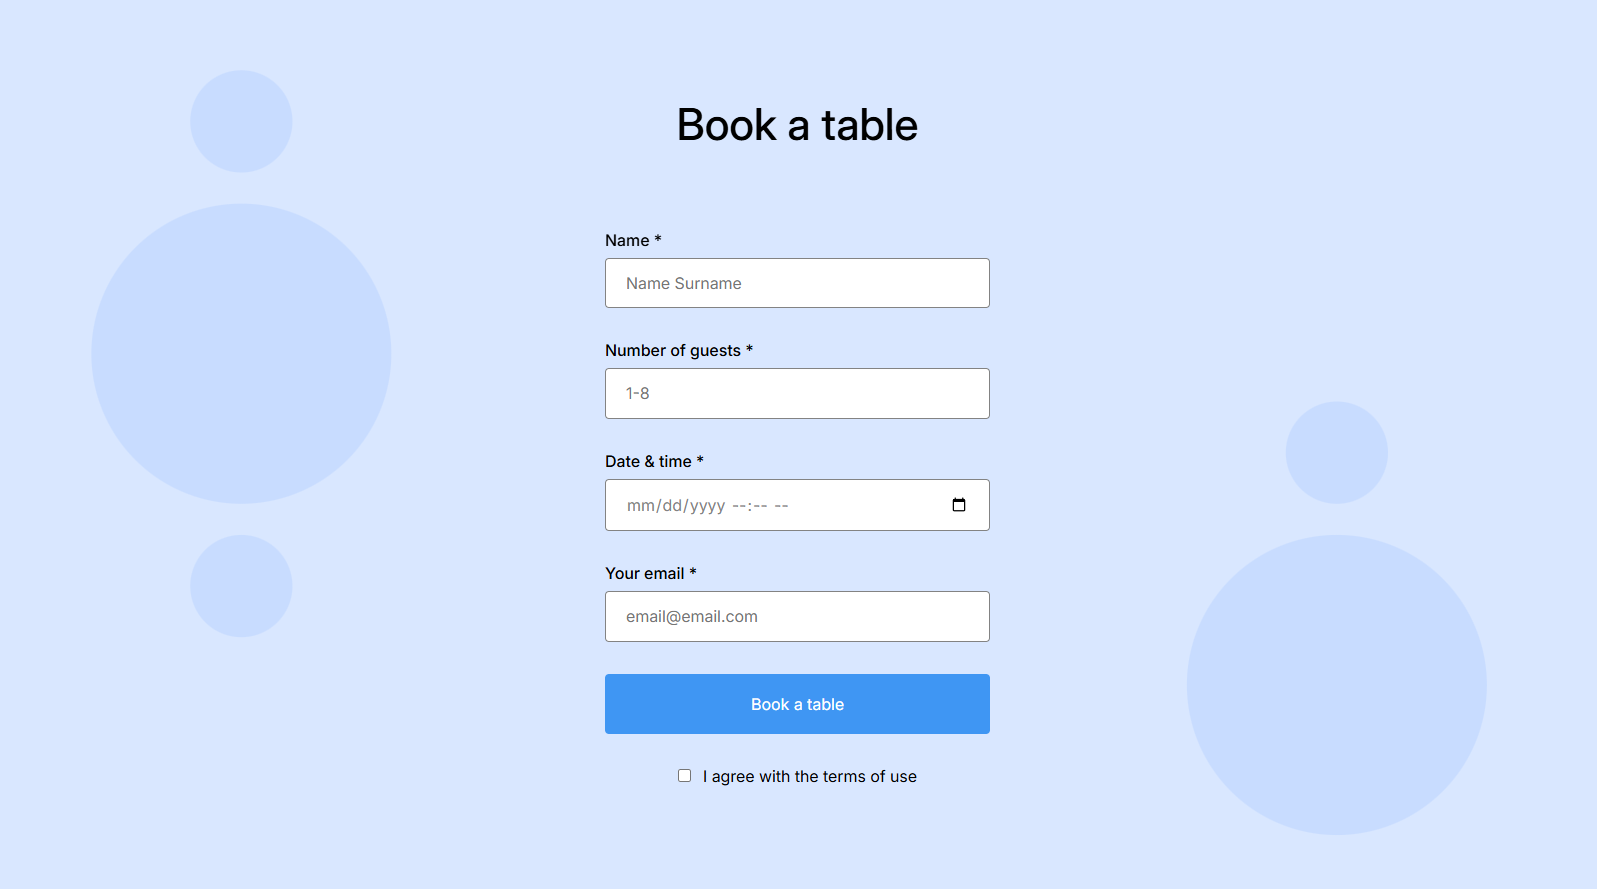 Book a table
Name *
Name Surname
Number of guests *
1-8
Date & time *
mm/dd/yyyy --:-- --
Your email *
email@email.com
Book a table
I agree with the terms of use